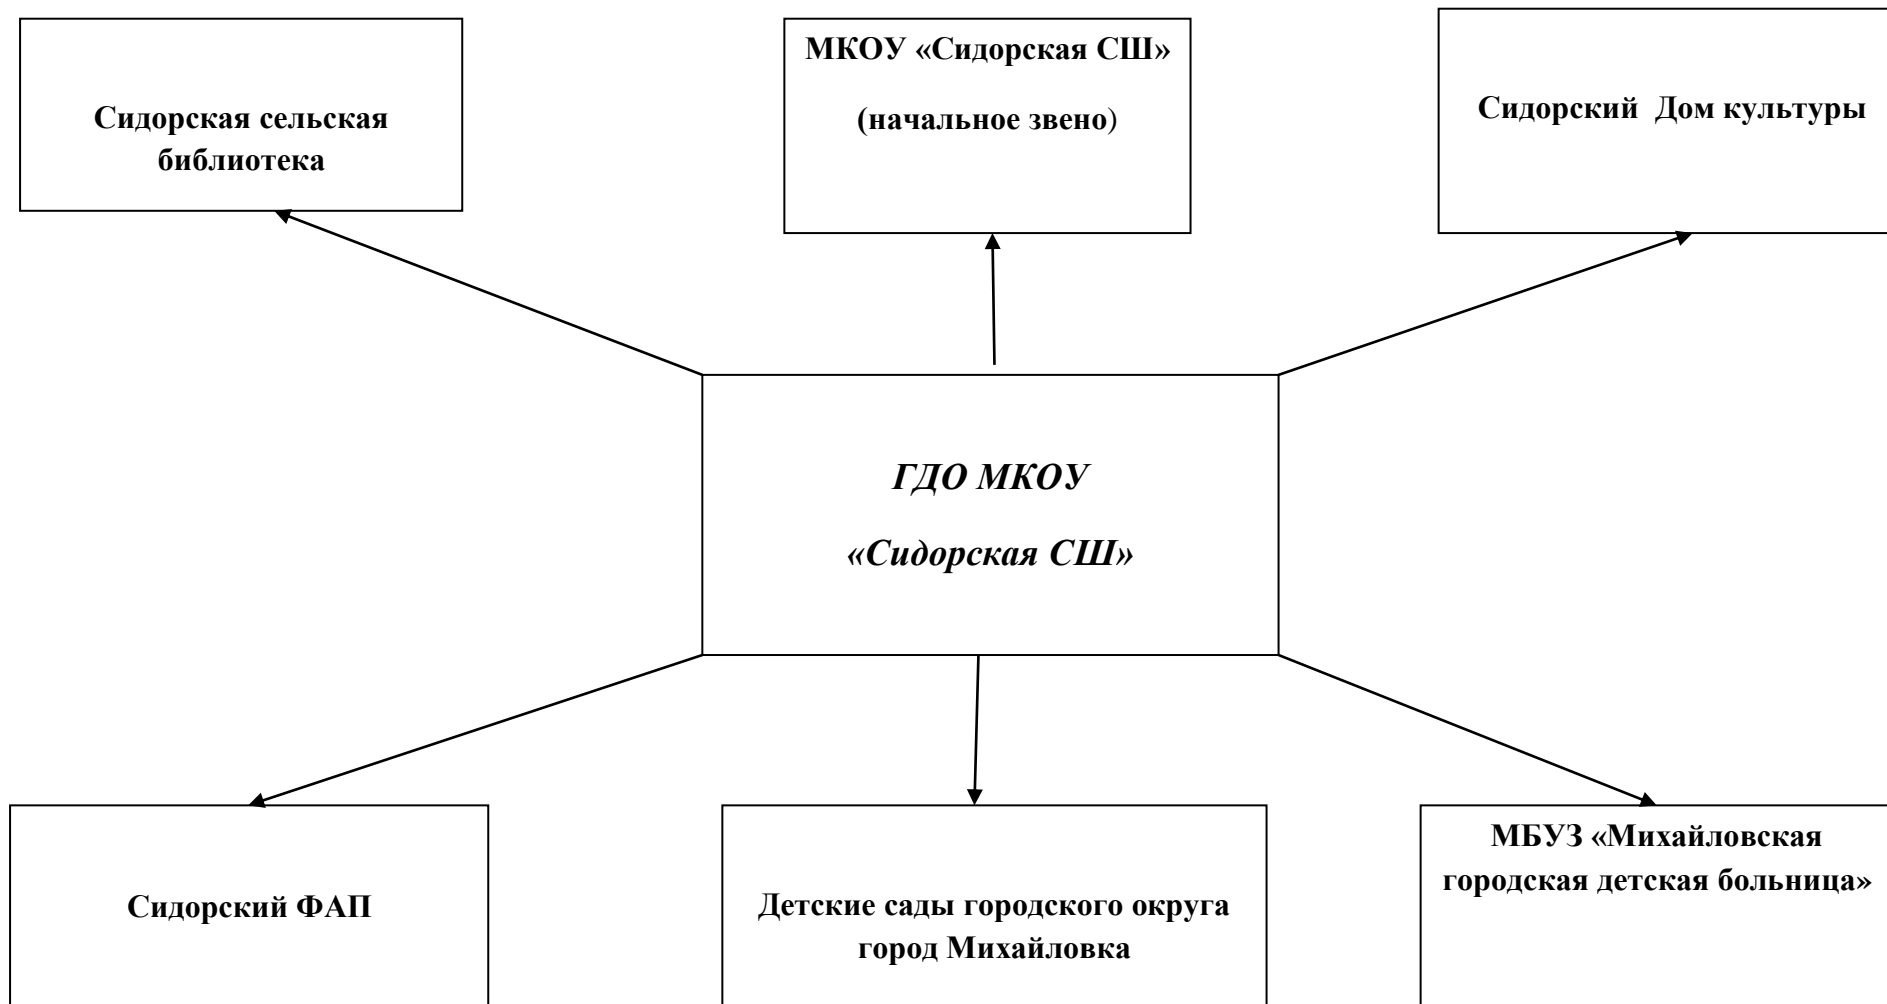 Сидорская сельская
библиотека
МКОУ «Сидорская СШ»
(начальное звено)
Сидорский Дом культуры
ГДО МКОУ
«Сидорская СШ»
Сидорский ФАП
Детские сады городского округа
город Михайловка
МБУЗ «Михайловская
городская детская больница»